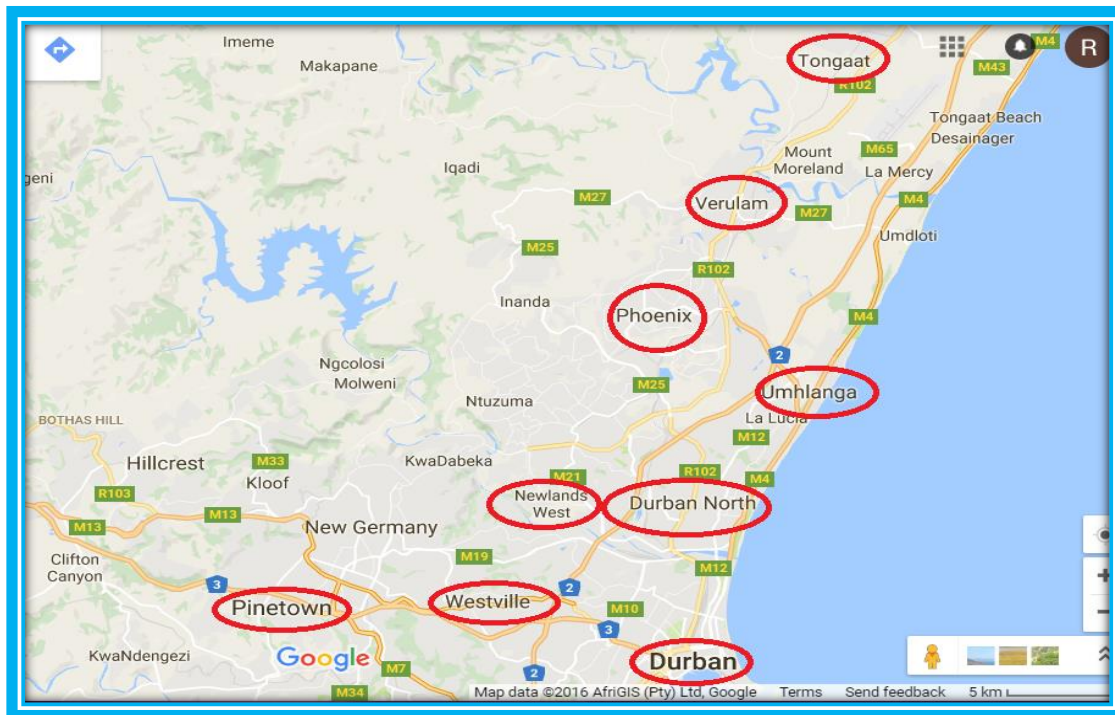 Imeme
M4
R
Makapane
Tongaat
M43
R102
Tongaat Beach
Desainager
Mount
Moreland
M65
La Mercy
Iqadi
geni
M27
Verulam
M27
M4
Umdloti
M25
R102
Inanda
Phoenix
M4
2
Ngcolosi
Molweni
M25
Umhlanga
Ntuzuma
La Lucia
BOTHAS HILL
M12
Hillcrest
M33
KwaDabeka
Kloof
M21
R102
M4
R103
Newlands
West
Durban North
M13
M13
New Germany
Clifton
Canyon
M19
M12
3
2
Pinetown
Westville
M10
3
KwaNdengezi
Google
M7
2
Durban
M34
Map data ©2016 AfriGIS (Pty) Ltd, Google Terms Send feedback 5 km